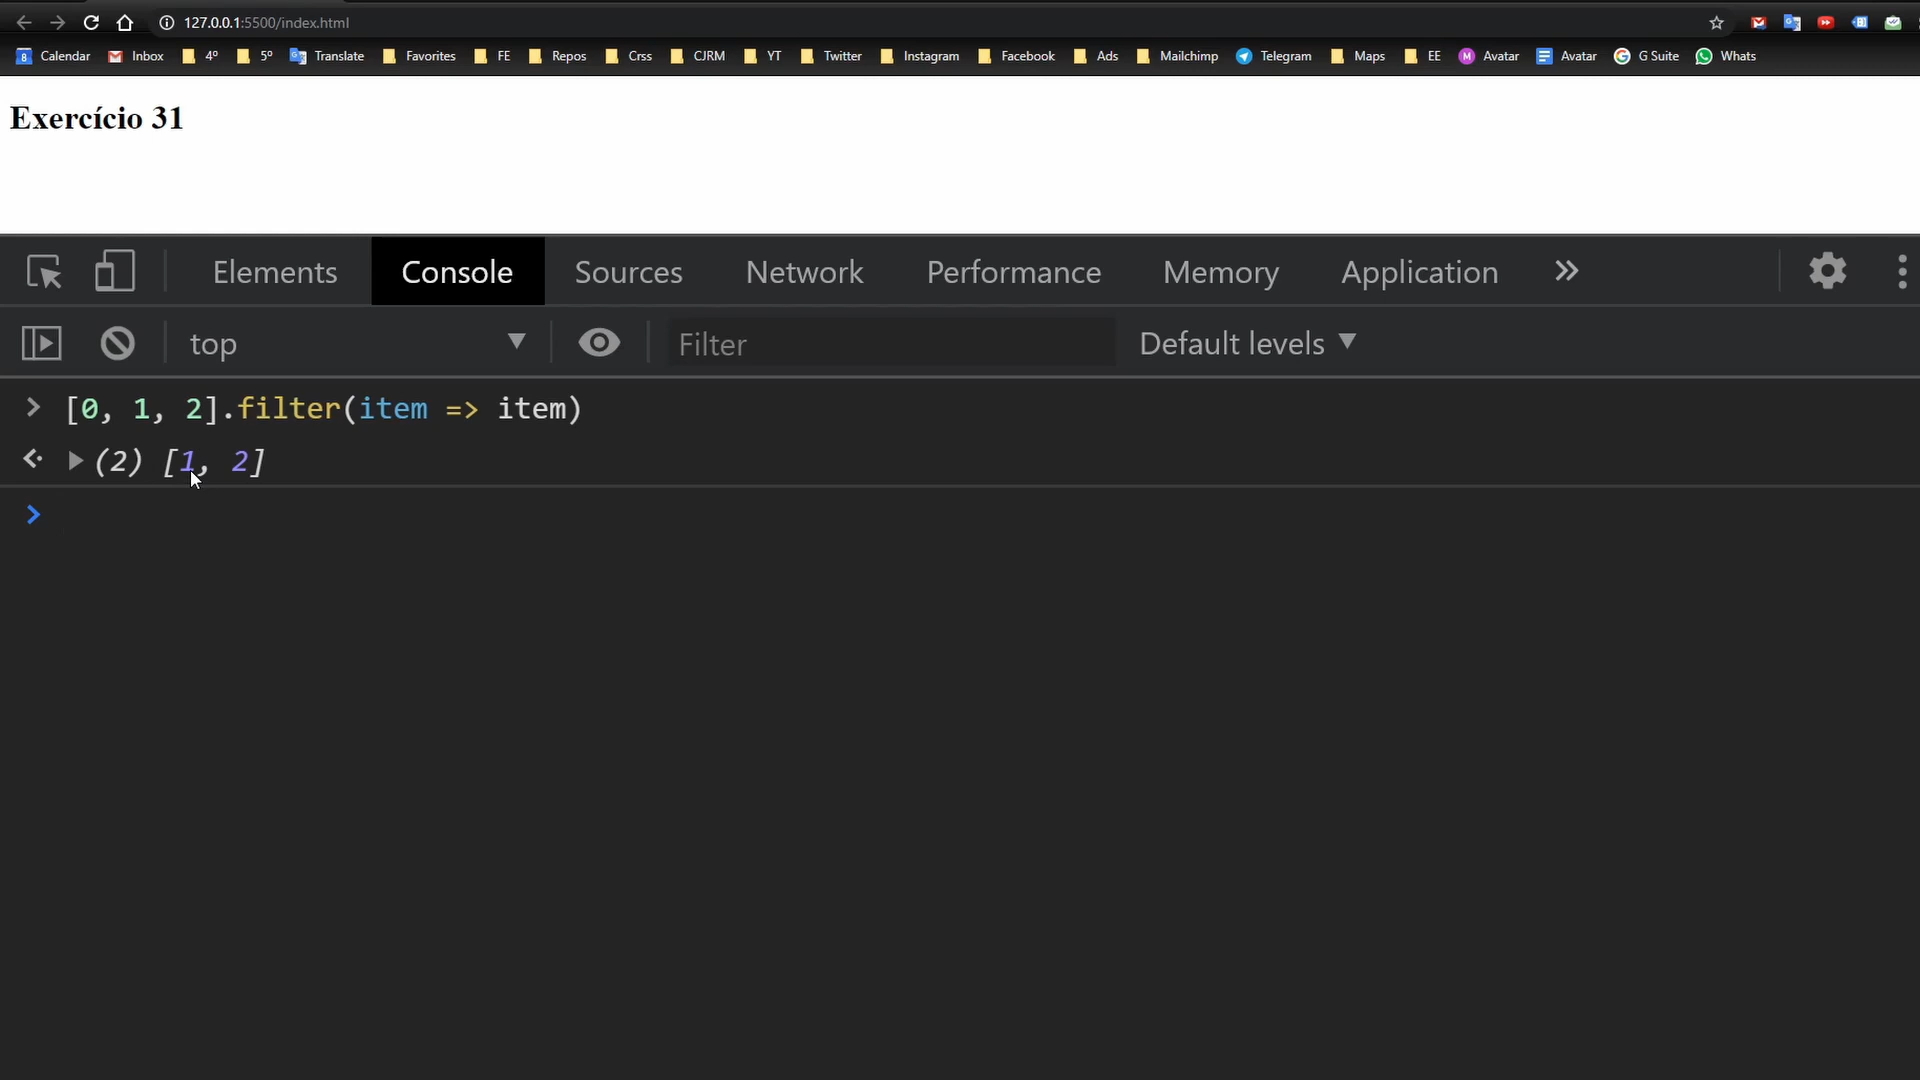 127.0.0.1:5500/index.html
Calendar Inbox 4º 5º Translate Favorites FE Repos Crss CJRM YT Twitter Instagram Facebook Ads Mailchimp Telegram Maps EE Avatar Avatar G Suite Whats
Exercício 31
Elements Console Sources Network Performance Memory Application »
top Filter Default levels
> [0, 1, 2].filter(item => item)
(2) [1, 2]
>